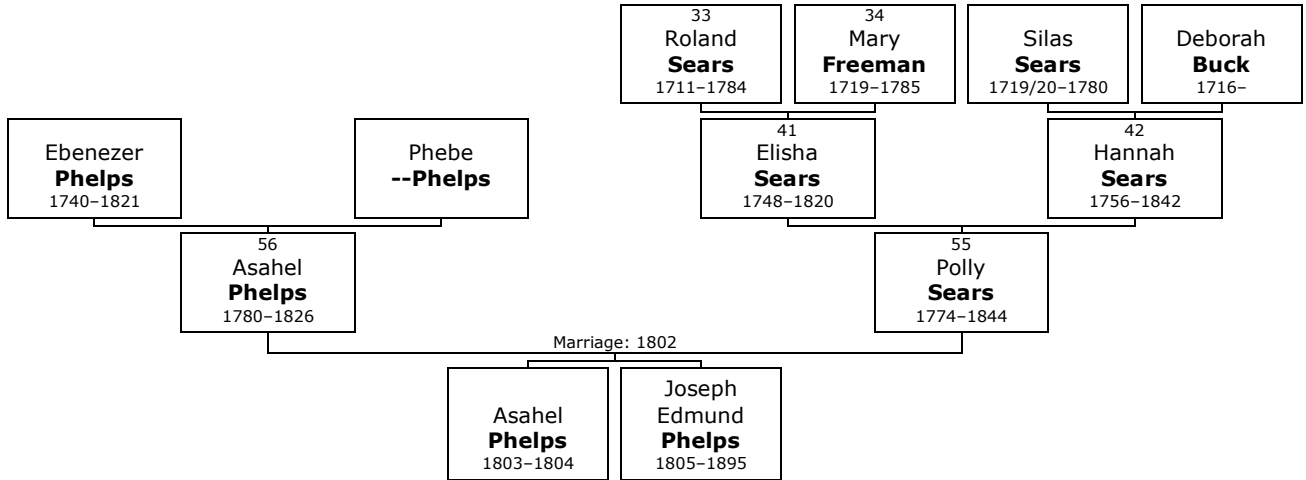 33
Roland
Sears
1711–1784
34
Mary
Freeman
1719–1785
Silas
Sears
1719/20–1780
Deborah
Buck
1716–
Ebenezer
Phelps
1740–1821
Phebe
--Phelps
41
Elisha
Sears
1748–1820
42
Hannah
Sears
1756–1842
56
Asahel
Phelps
1780–1826
55
Polly
Sears
1774–1844
Marriage: 1802
Asahel
Phelps
1803–1804
Joseph
Edmund
Phelps
1805–1895